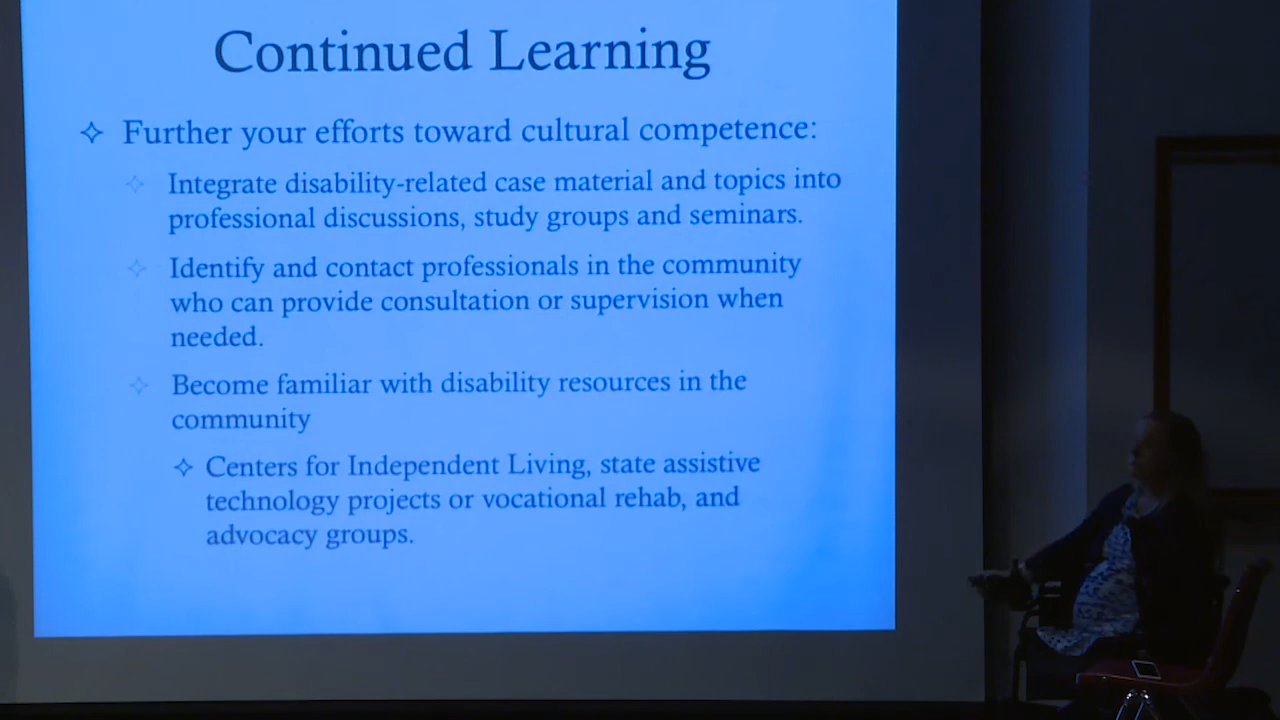 Continued Learning
Further your efforts toward cultural competence:
Integrate disability-related case material and topics into
professional discussions, study groups and seminars.
Identify and contact professionals in the community
who can provide consultation or supervision when
needed.
Become familiar with disability resources in the
community
Centers for Independent Living, state assistive
technology projects or vocational rehab, and
advocacy groups.